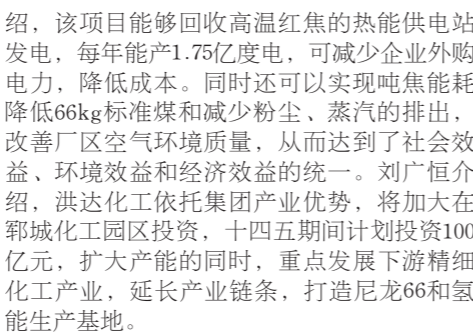 绍，该项目能够回收高温红焦的热能供电站
发电，每年能产1.75亿度电，可减少企业外购
电力，降低成本。同时还可以实现吨焦能耗
降低66kg标准煤和减少粉尘、蒸汽的排出，
改善厂区空气环境质量，从而达到了社会效
益、环境效益和经济效益的统一。刘广恒介
绍，洪达化工依托集团产业优势，将加大在
郓城化工园区投资，十四五期间计划投资100
亿元，扩大产能的同时，重点发展下游精细
化工产业，延长产业链条，打造尼龙66和氢
能生产基地。